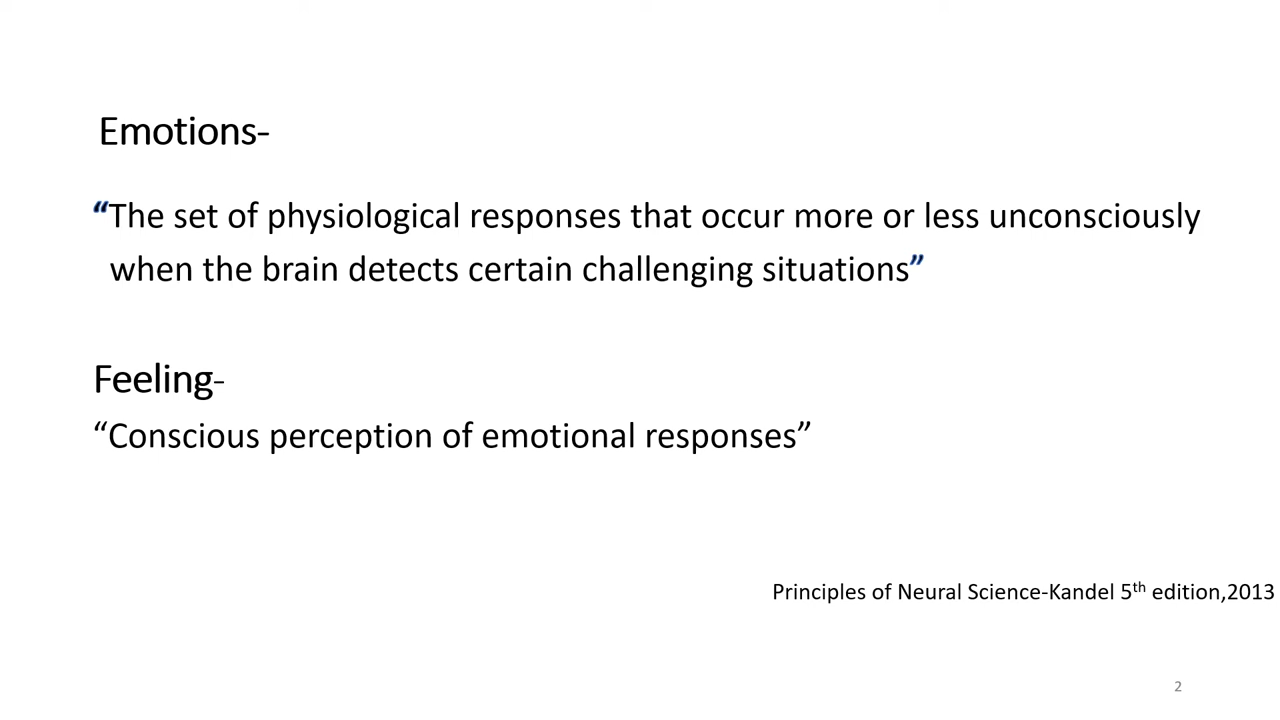 Emotions-
“The set of physiological responses that occur more or less unconsciously
when the brain detects certain challenging situations”
Feeling-
“Conscious perception of emotional responses”
Principles of Neural Science-Kandel 5th edition,2013
2